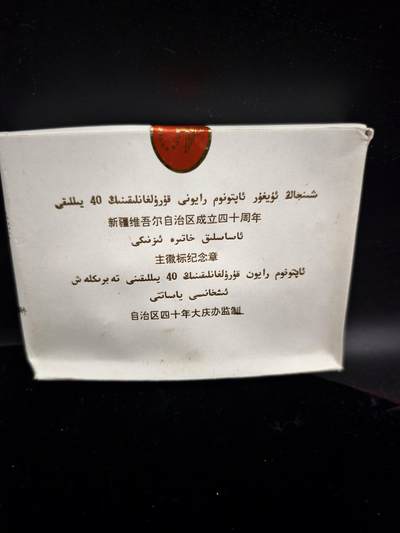 شىنجاڭ ئۇيغۇر ئاپتونوم رايونى قۇرۇلغانلىقىنىڭ 40 يىللىقى
新疆维吾尔自治区成立四十周年
ئاساسلىق خاتىرە ئىزنىكى
主徽标纪念章
ئاپتونوم رايون قۇرۇلغانلىقىنىڭ 40 يىللىقىنى تەبرىكلەش
ئىشخانىسى ياساتتى
自治区四十年大庆办监制